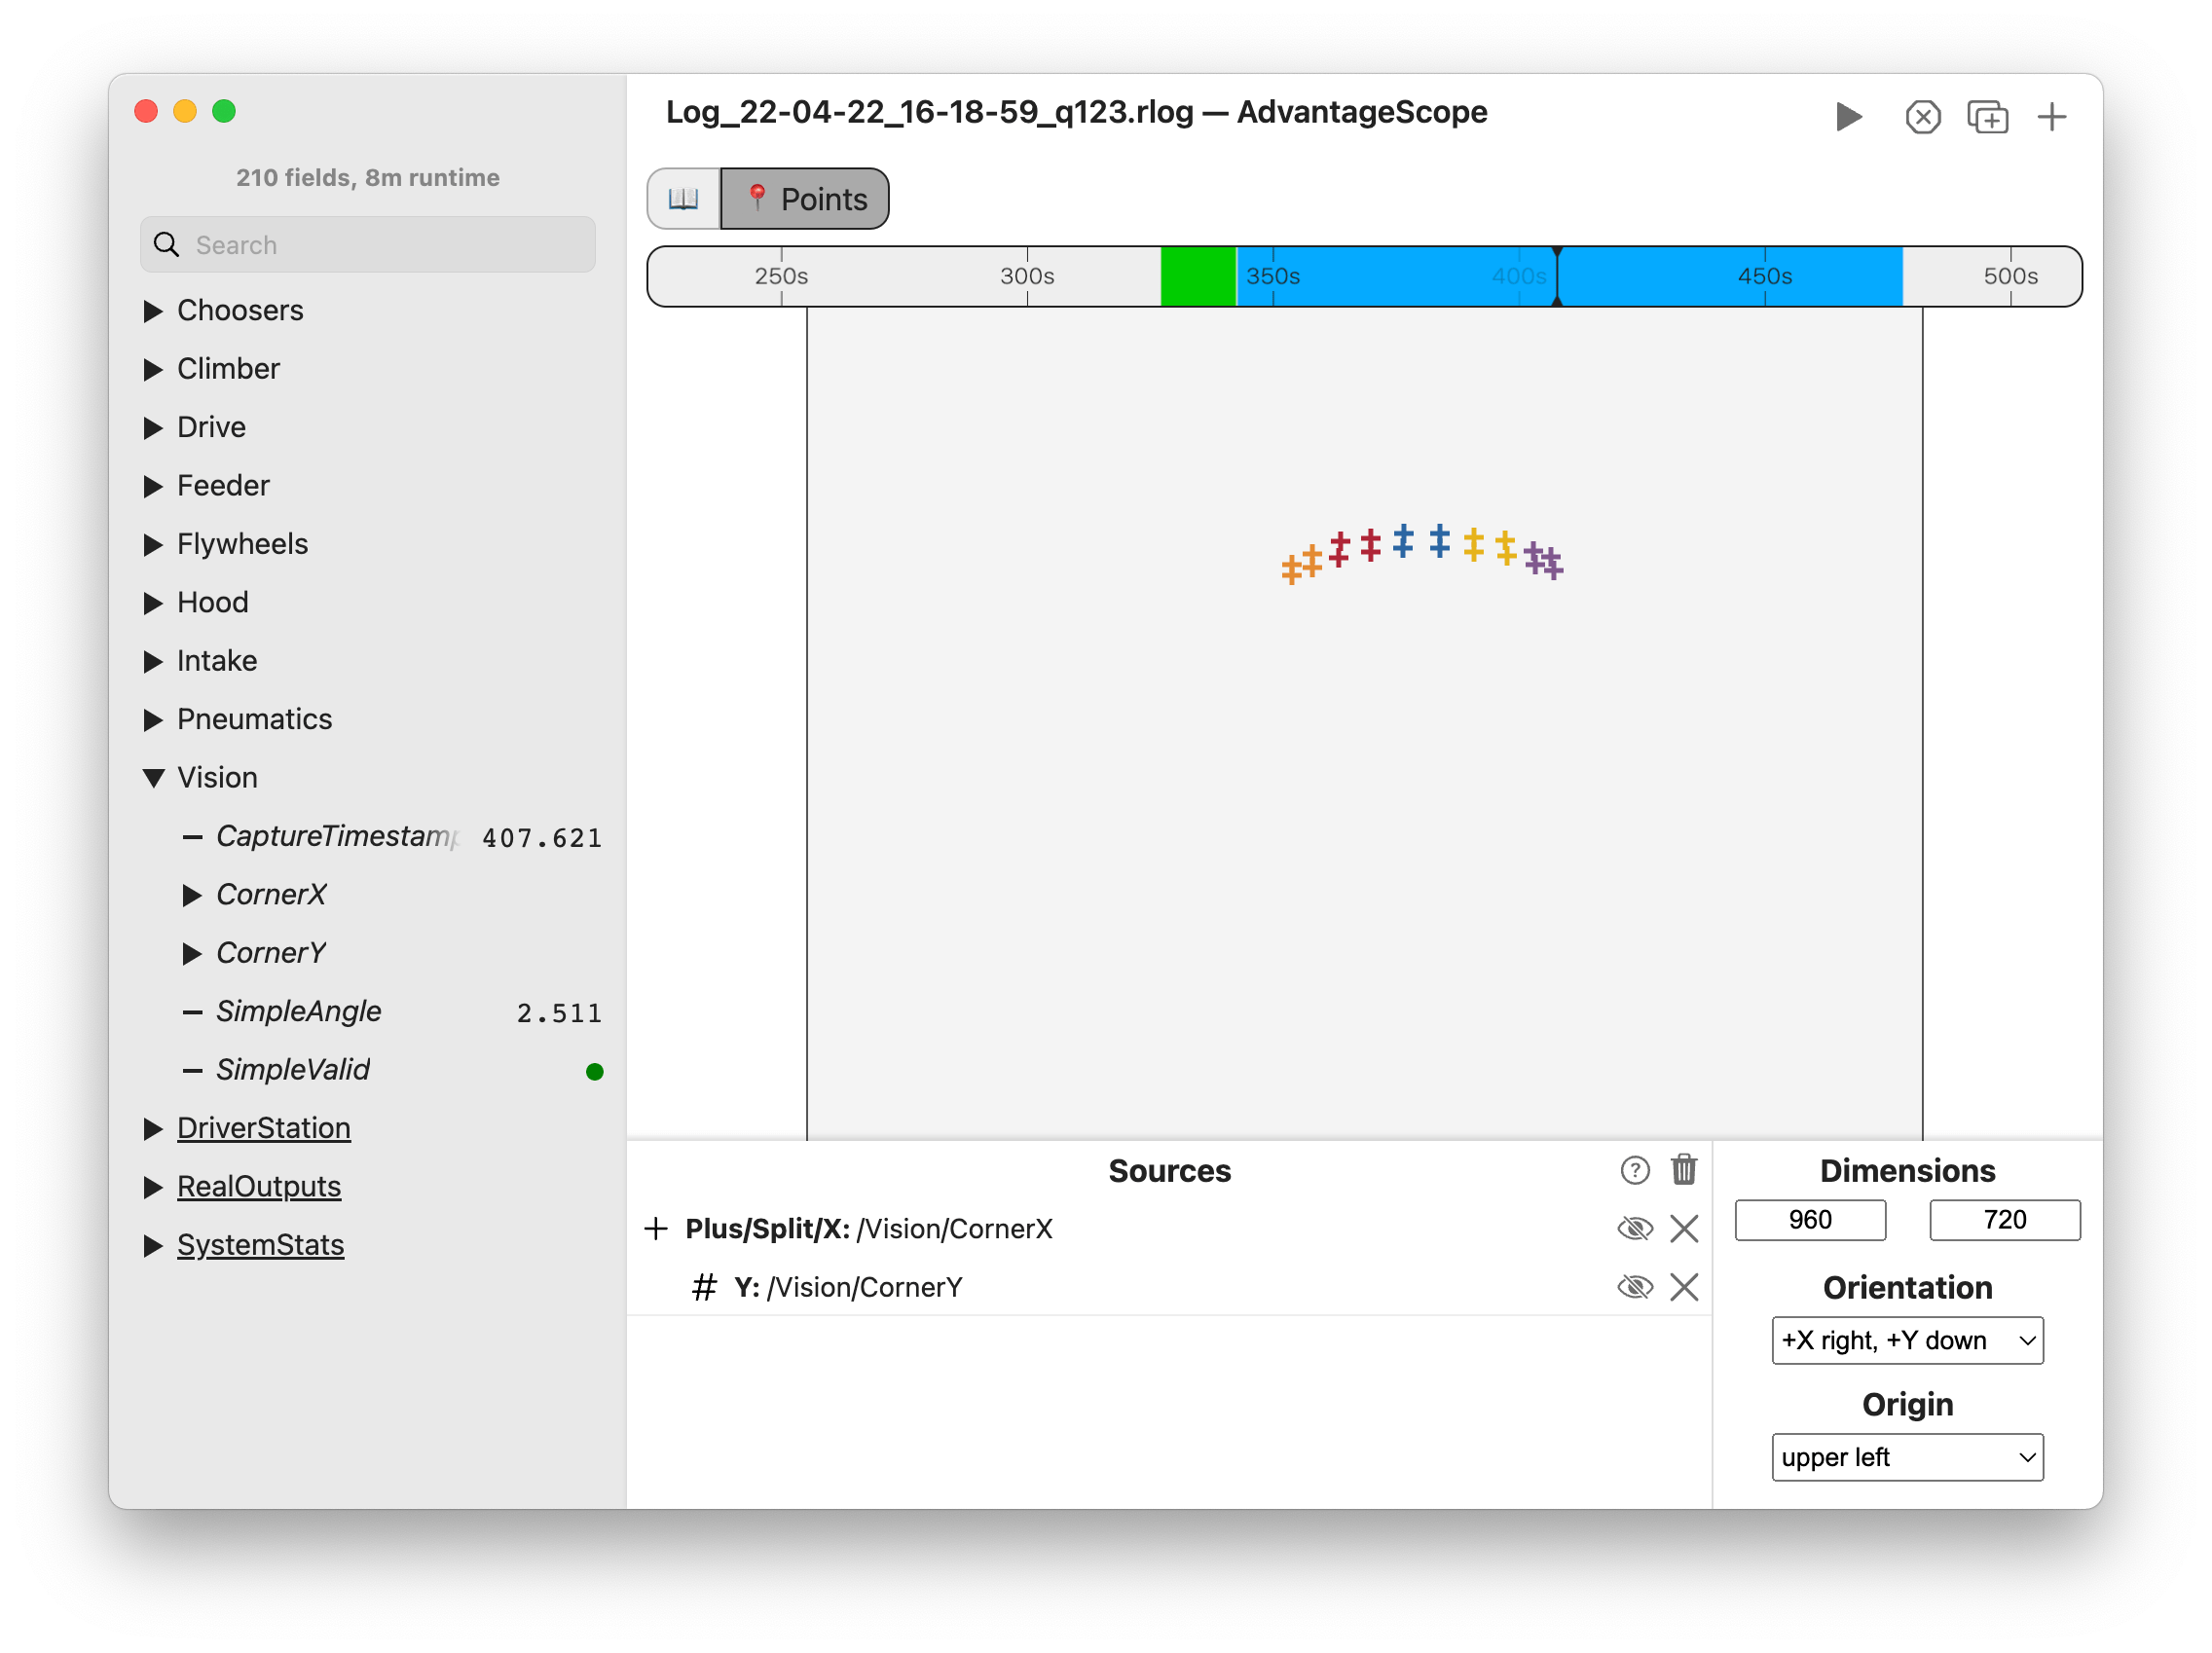 Log_22-04-22_16-18-59_q123.rlog — AdvantageScope
210 fields, 8m runtime
Search
Choosers
Climber
Drive
Feeder
Flywheels
Hood
Intake
Pneumatics
Vision
CaptureTimestamp 407.621
CornerX
CornerY
SimpleAngle 2.511
SimpleValid
DriverStation
RealOutputs
SystemStats
Points
250s 300s 350s 400s 450s 500s
Sources
Plus/Split/X: /Vision/CornerX
# Y: /Vision/CornerY
Dimensions
960 720
Orientation
+X right, +Y down
Origin
upper left